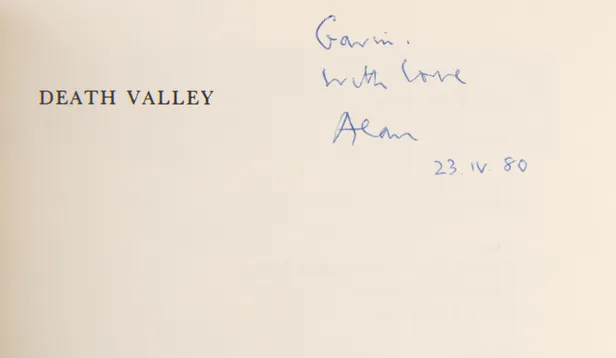 Gavin.
With love
DEATH VALLEY
Alan
23. IV. 80